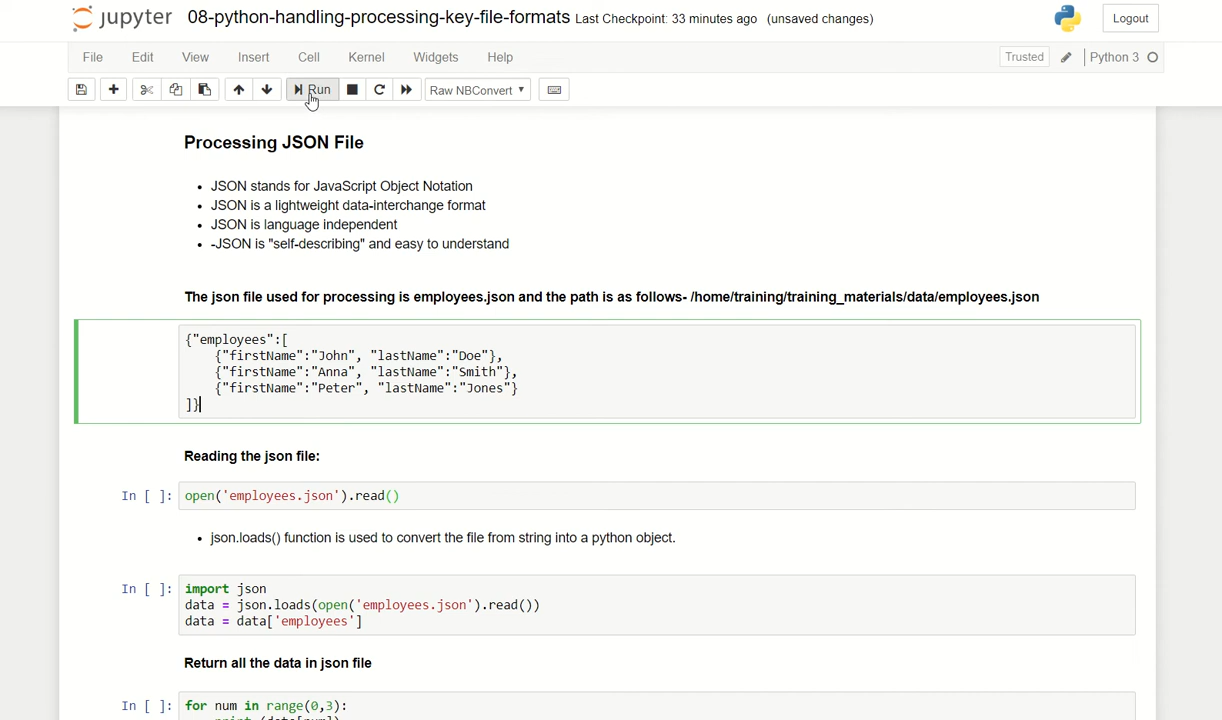 jupyter 08-python-handling-processing-key-file-formats Last Checkpoint: 33 minutes ago (unsaved changes) Logout
File Edit View Insert Cell Kernel Widgets Help Trusted Python 3
Run Raw NBConvert
Processing JSON File
• JSON stands for JavaScript Object Notation
• JSON is a lightweight data-interchange format
• JSON is language independent
• -JSON is "self-describing" and easy to understand
The json file used for processing is employees.json and the path is as follows- /home/training/training_materials/data/employees.json
{"employees":[
    {"firstName":"John", "lastName":"Doe"},
    {"firstName":"Anna", "lastName":"Smith"},
    {"firstName":"Peter", "lastName":"Jones"}
]}
Reading the json file:
In [ ]: open('employees.json').read()
• json.loads() function is used to convert the file from string into a python object.
In [ ]: import json
data = json.loads(open('employees.json').read())
data = data['employees']
Return all the data in json file
In [ ]: for num in range(0,3):
    print (data[num])